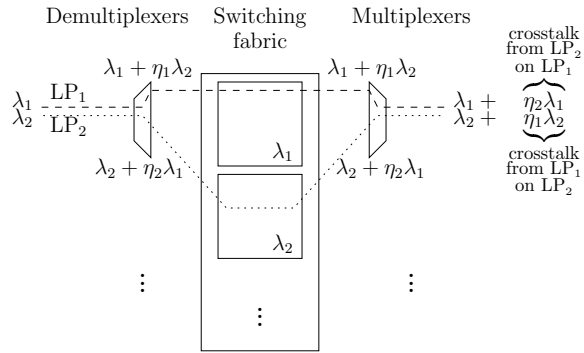 Demultiplexers Switching fabric Multiplexers
crosstalk
from LP₂
on LP₁
λ₁ + η₁λ₂
λ₁ + η₁λ₂
LP₁
λ₁
λ₁ + η₂λ₁
λ₂
λ₂ + η₁λ₂
LP₂
λ₁
λ₂ + η₂λ₁
λ₂ + η₂λ₁
crosstalk
from LP₁
on LP₂
λ₂
⋮
⋮
⋮